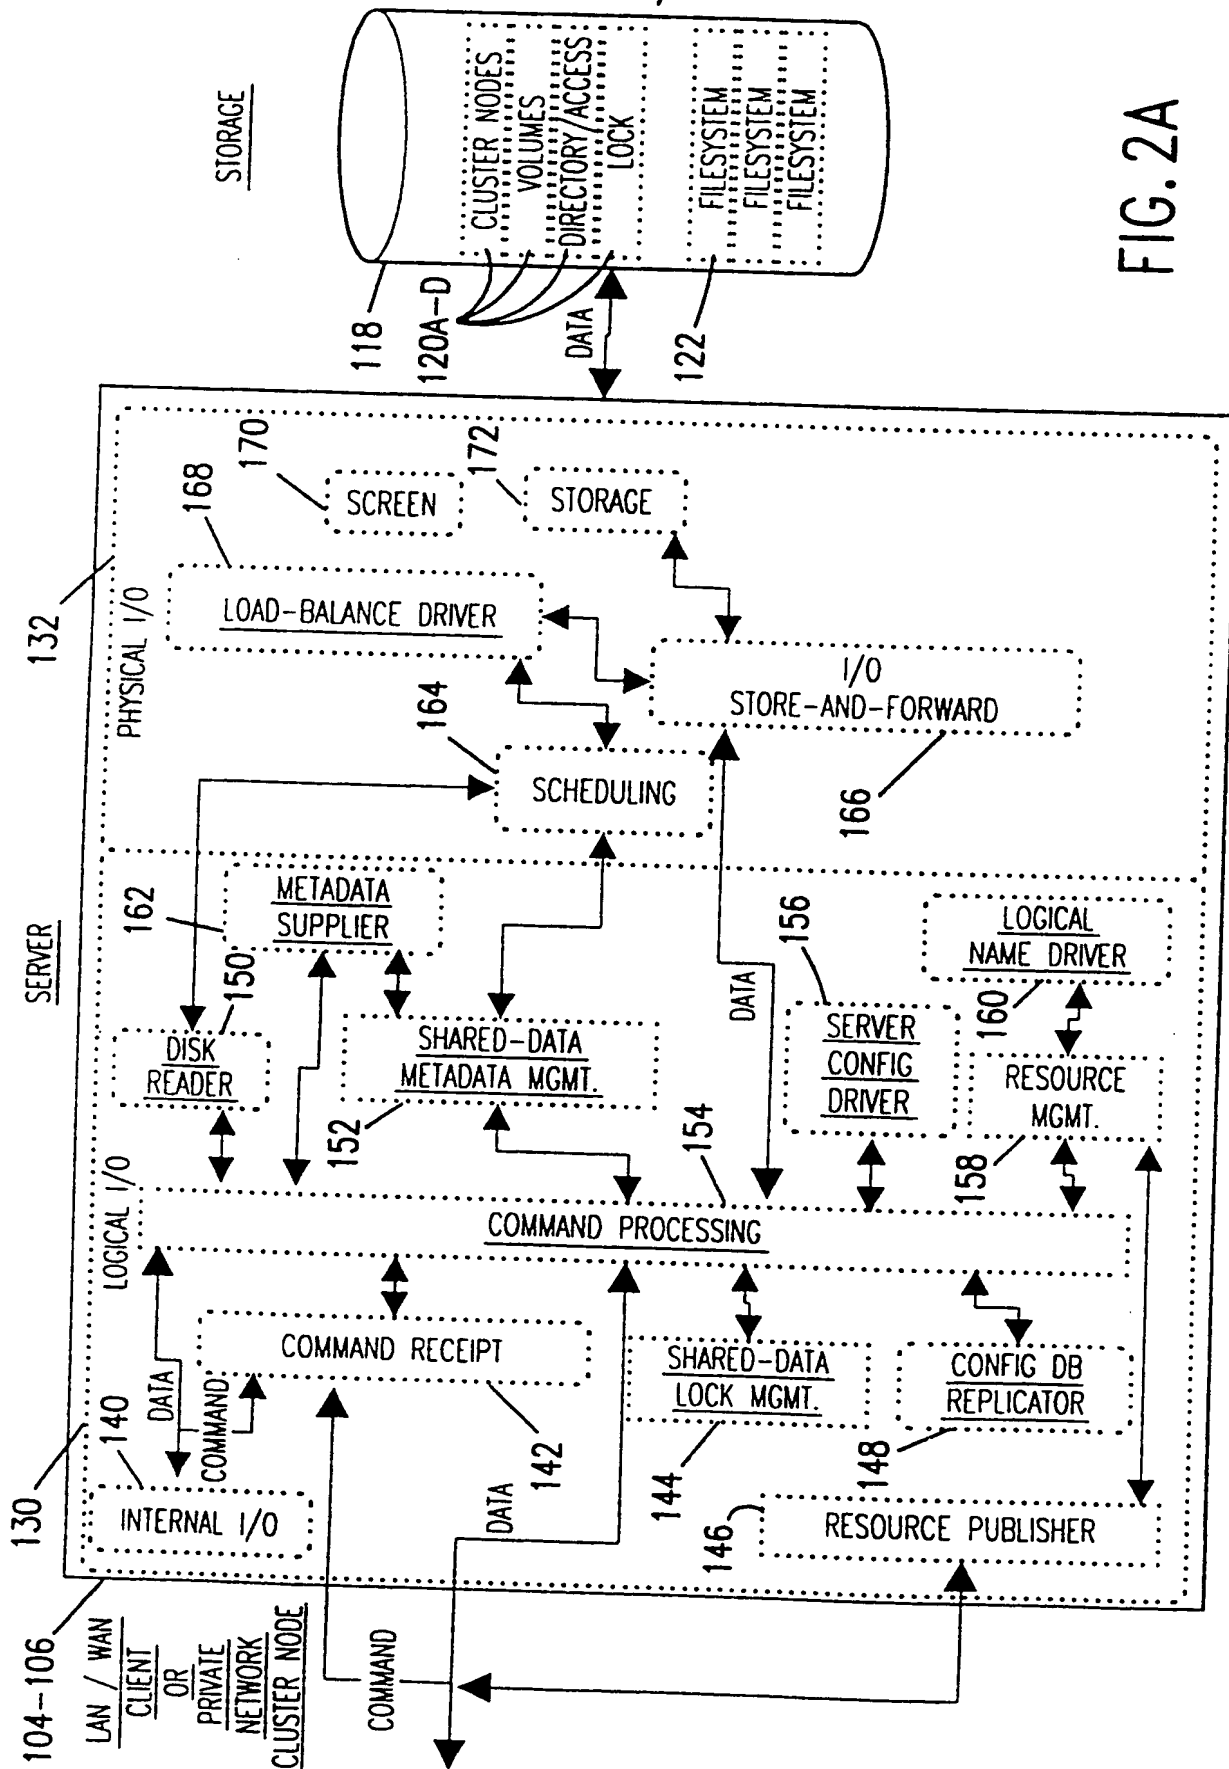 104-106
LAN / WAN
CLIENT
OR
PRIVATE
NETWORK
CLUSTER NODE
SERVER
STORAGE
130
LOGICAL I/O
132
PHYSICAL I/O
140
INTERNAL I/O
DATA
COMMAND
COMMAND RECEIPT
142
COMMAND
DATA
SHARED-DATA
LOCK MGMT.
144
CONFIG DB
REPLICATOR
148
146
RESOURCE PUBLISHER
COMMAND PROCESSING
154
DISK
READER
150
METADATA
SUPPLIER
162
SHARED-DATA
METADATA MGMT.
152
DATA
SERVER
CONFIG
DRIVER
156
RESOURCE
MGMT.
158
LOGICAL
NAME DRIVER
160
SCHEDULING
164
LOAD-BALANCE DRIVER
168
I/O
STORE-AND-FORWARD
166
SCREEN
170
STORAGE
172
DATA
118
120A-D
CLUSTER NODES
VOLUMES
DIRECTORY/ACCESS
LOCK
122
FILESYSTEM
FILESYSTEM
FILESYSTEM
FIG. 2A